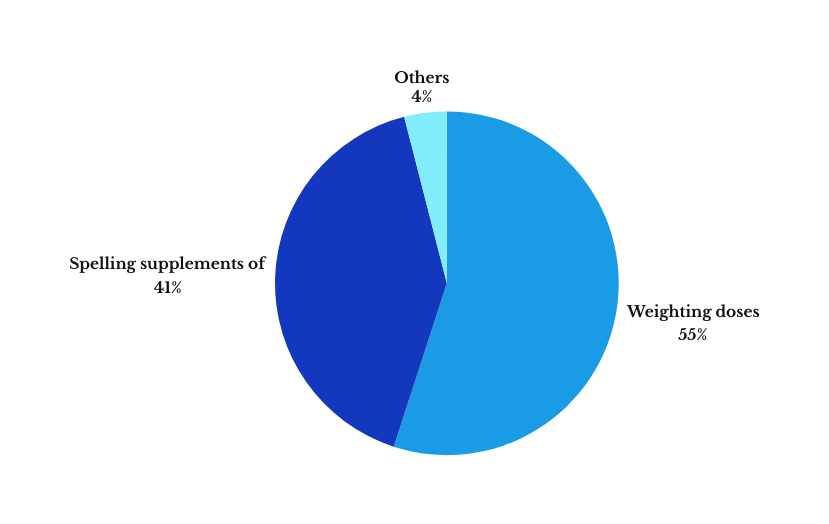 Others
4%
Spelling supplements of
41%
Weighting doses
55%